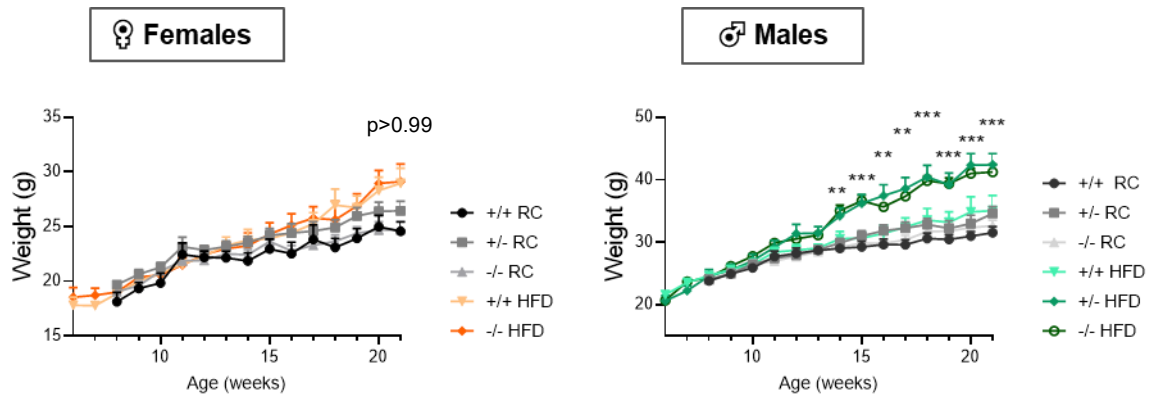 Females
35
30
25
20
15
Weight (g)
p>0.99
10
15
20
Age (weeks)
+/+ RC
+/- RC
-/- RC
+/+ HFD
-/- HFD
Males
50
40
30
20
Weight (g)
**
***
**
**
***
***
***
***
10
15
20
Age (weeks)
+/+ RC
+/- RC
-/- RC
+/+ HFD
+/- HFD
-/- HFD